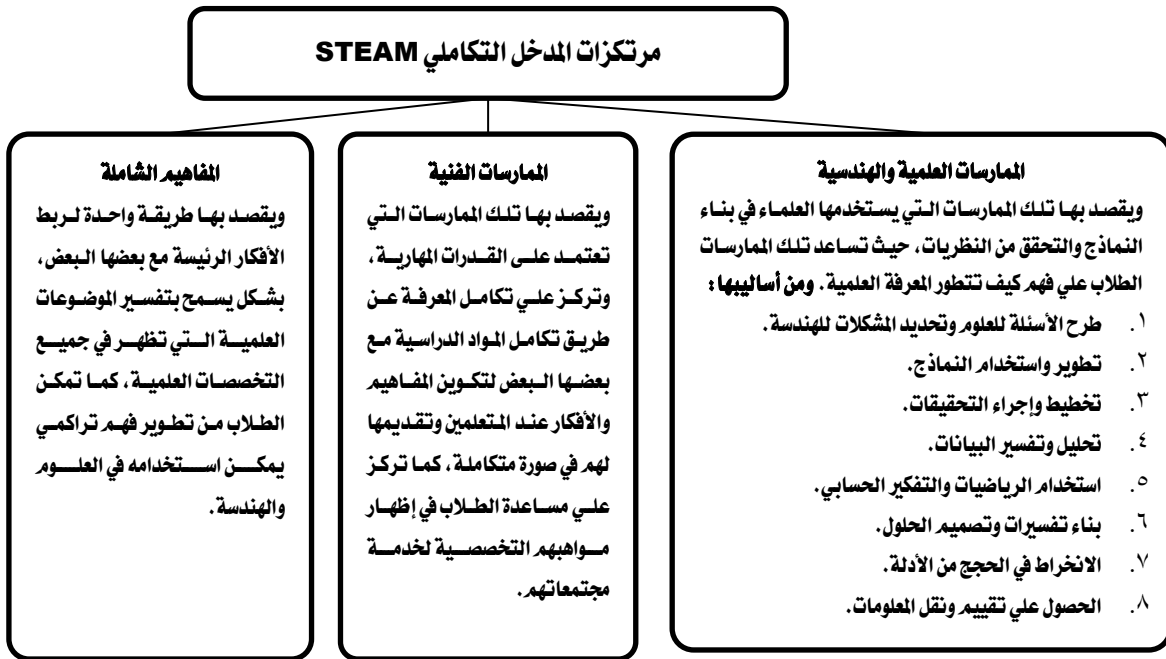 مرتكزات المدخل التكاملي STEAM
الممارسات العلمية والهندسية
ويقصد بها تلك الممارسات التي يستخدمها العلماء في بناء
النماذج والتحقق من النظريات، حيث تساعد تلك الممارسات
الطلاب علي فهم كيف تتطور المعرفة العلمية. ومن أساليبها:
١. طرح الأسئلة للعلوم وتحديد المشكلات للهندسة.
٢. تطوير واستخدام النماذج.
٣. تخطيط وإجراء التحقيقات.
٤. تحليل وتفسير البيانات.
٥. استخدام الرياضيات والتفكير الحسابي.
٦. بناء تفسيرات وتصميم الحلول.
٧. الانخراط في الحجج من الأدلة.
٨. الحصول علي تقييم ونقل المعلومات.
الممارسات الفنية
ويقصد بها تلك الممارسات التي
تعتمد على القدرات المهارية،
وتركز علي تكامل المعرفة عن
طريق تكامل المواد الدراسية مع
بعضها البعض لتكوين المفاهيم
والأفكار عند المتعلمين وتقديمها
لهم في صورة متكاملة، كما تركز
علي مساعدة الطلاب في إظهار
مواهبهم التخصصية لخدمة
مجتمعاتهم.
المفاهيم الشاملة
ويقصد بها طريقة واحدة لربط
الأفكار الرئيسة مع بعضها البعض،
بشكل يسمح بتفسير الموضوعات
العلمية التي تظهر في جميع
التخصصات العلمية، كما تمكن
الطلاب من تطوير فهم تراكمي
يمكن استخدامه في العلوم
والهندسة.